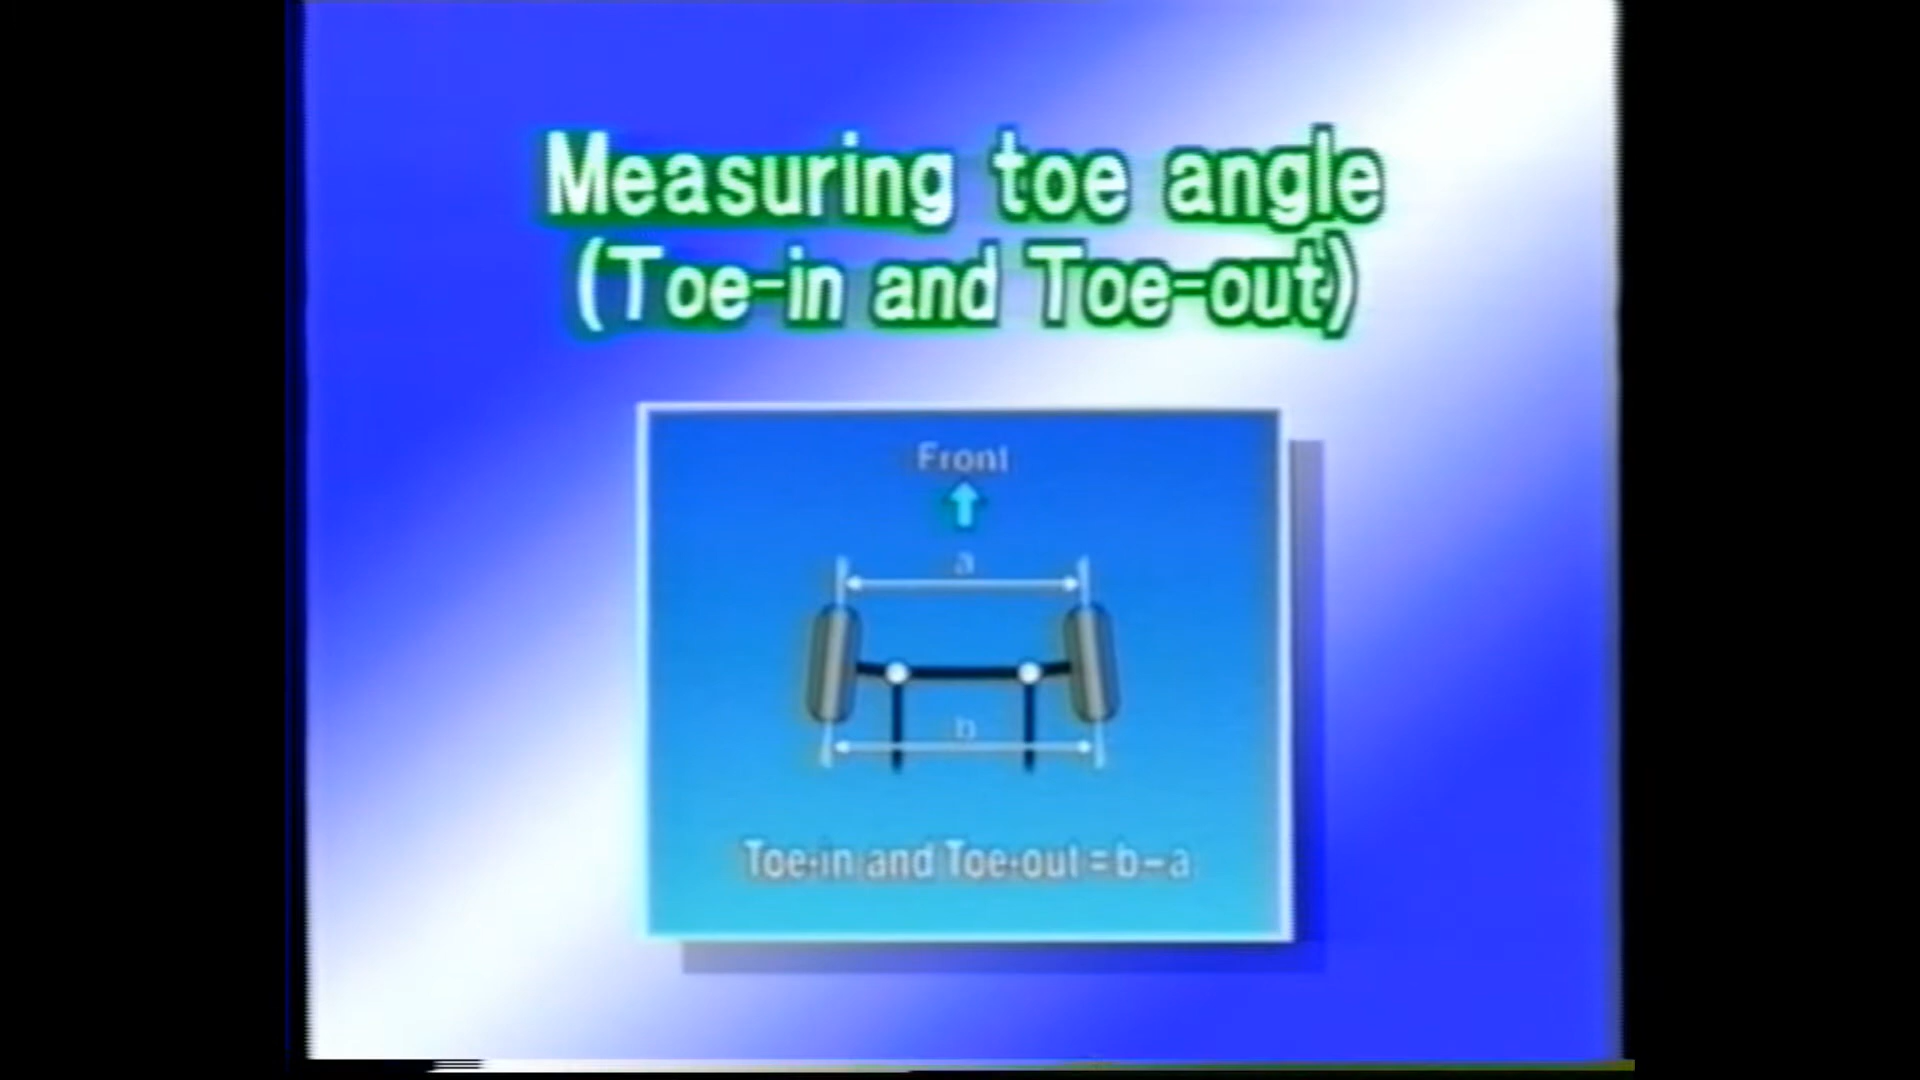 Measuring toe angle
(Toe-in and Toe-out)
Front
a
b
Toe-in and Toe-out = b-a